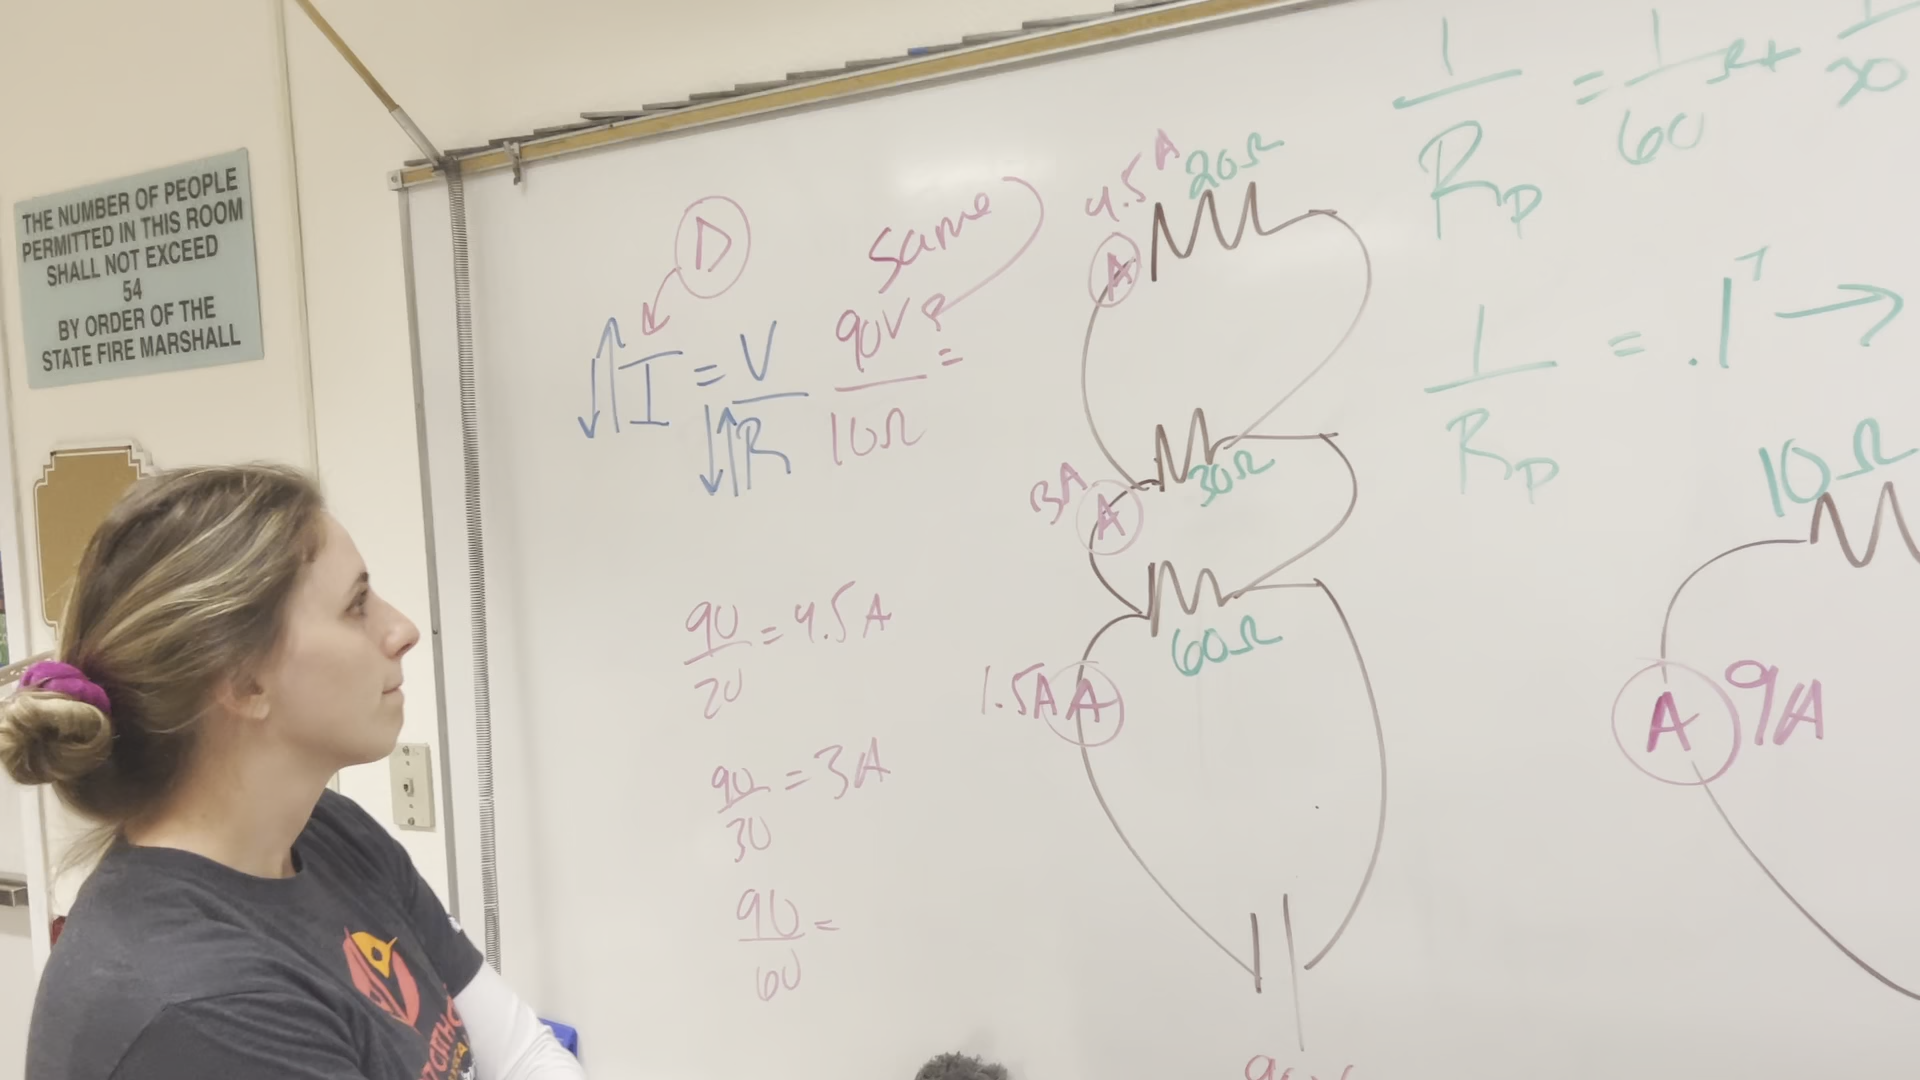 THE NUMBER OF PEOPLE
PERMITTED IN THIS ROOM
SHALL NOT EXCEED
54
BY ORDER OF THE
STATE FIRE MARSHALL
D
same
I = V/R 90V/10Ω =
90/20 = 4.5A
90/30 = 3A
90/60 =
4.5A 20Ω
A
3A A 30Ω
60Ω
1.5A A
1/Rp = 1/60 Ω +
1/Rp = .1 →
10Ω
A 9A